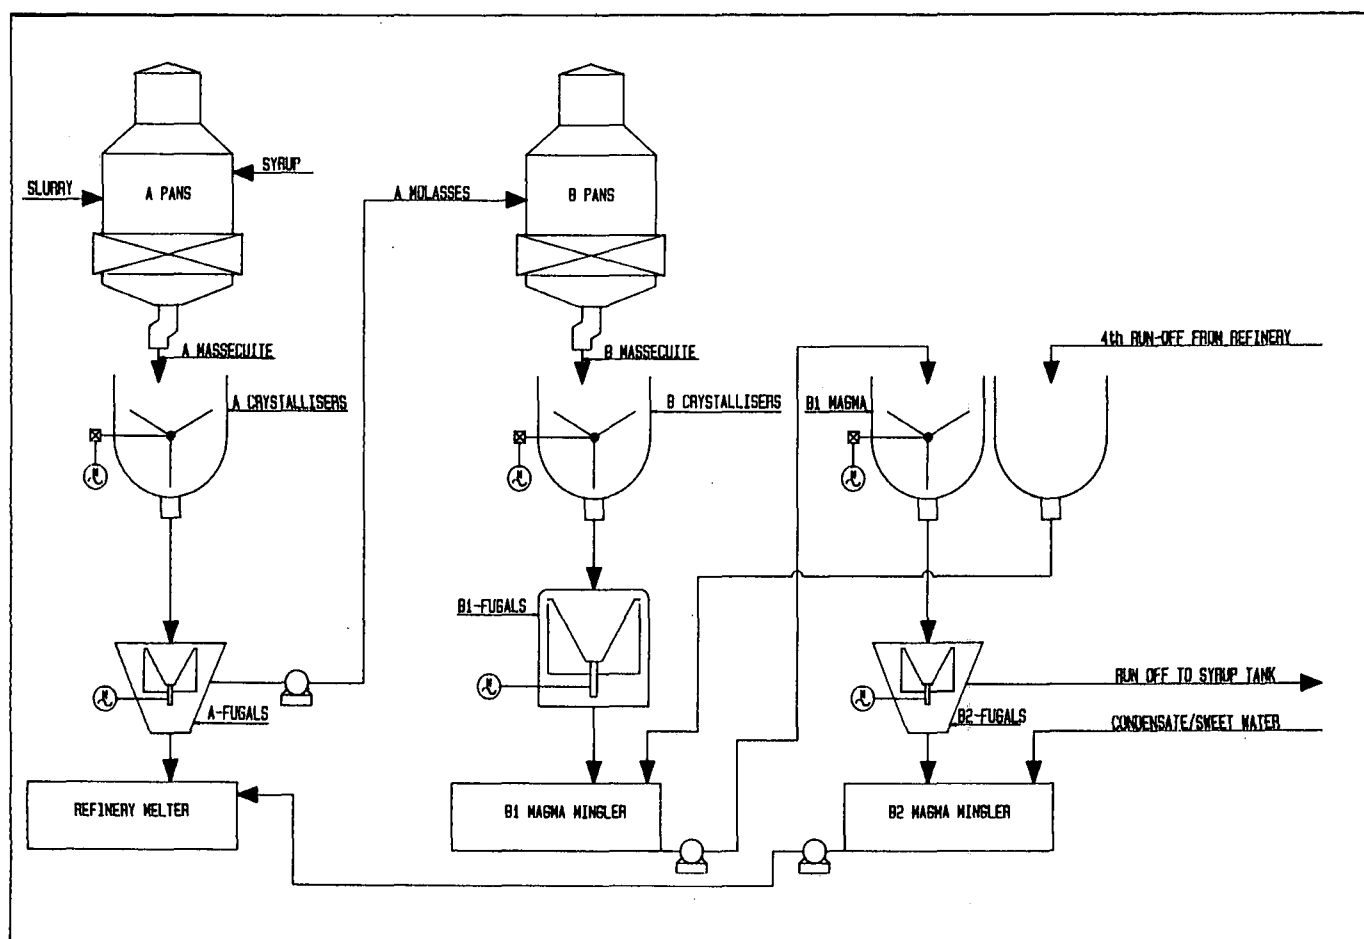 SYRUP
SLURRY
A PANS
A MOLASSES
B PANS
A MASSECUITE
B MASSECUITE
4th RUN-OFF FROM REFINERY
A CRYSTALLISERS
B CRYSTALLISERS
B1 MAGMA
B1-FUGALS
RUN OFF TO SYRUP TANK
A-FUGALS
B2-FUGALS
CONDENSATE/SWEET WATER
REFINERY MELTER
B1 MAGMA MINGLER
B2 MAGMA MINGLER